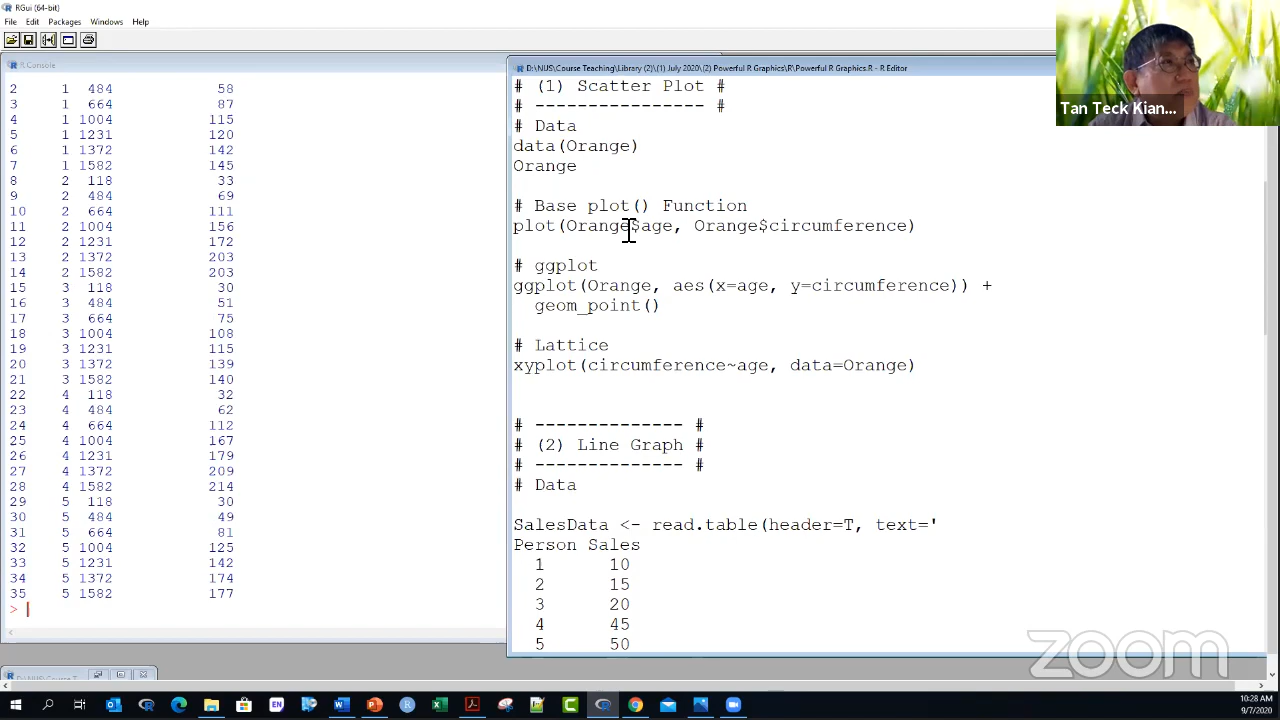 RGui (64-bit)
File Edit Packages Windows Help
R Console
2 1 484 58
3 1 664 87
4 1 1004 115
5 1 1231 120
6 1 1372 142
7 1 1582 145
8 2 118 33
9 2 484 69
10 2 664 111
11 2 1004 156
12 2 1231 172
13 2 1372 203
14 2 1582 203
15 3 118 30
16 3 484 51
17 3 664 75
18 3 1004 108
19 3 1231 115
20 3 1372 139
21 3 1582 140
22 4 118 32
23 4 484 62
24 4 664 112
25 4 1004 167
26 4 1231 179
27 4 1372 209
28 4 1582 214
29 5 118 30
30 5 484 49
31 5 664 81
32 5 1004 125
33 5 1231 142
34 5 1372 174
35 5 1582 177
>
D:\NUS\Course Teaching\Library (2)\(1) July 2020\(2) Powerful R Graphics\R\Powerful R Graphics.R - R Editor
# (1) Scatter Plot #
# ---------------- #
# Data
data(Orange)
Orange
# Base plot() Function
plot(Orange$age, Orange$circumference)
# ggplot
ggplot(Orange, aes(x=age, y=circumference)) +
geom_point()
# Lattice
xyplot(circumference~age, data=Orange)
# -------------- #
# (2) Line Graph #
# -------------- #
# Data
SalesData <- read.table(header=T, text='
Person Sales
1 10
2 15
3 20
4 45
5 50
Tan Teck Kian...
zoom
D:\NUS\Course T...
EN
10:28 AM
9/7/2020